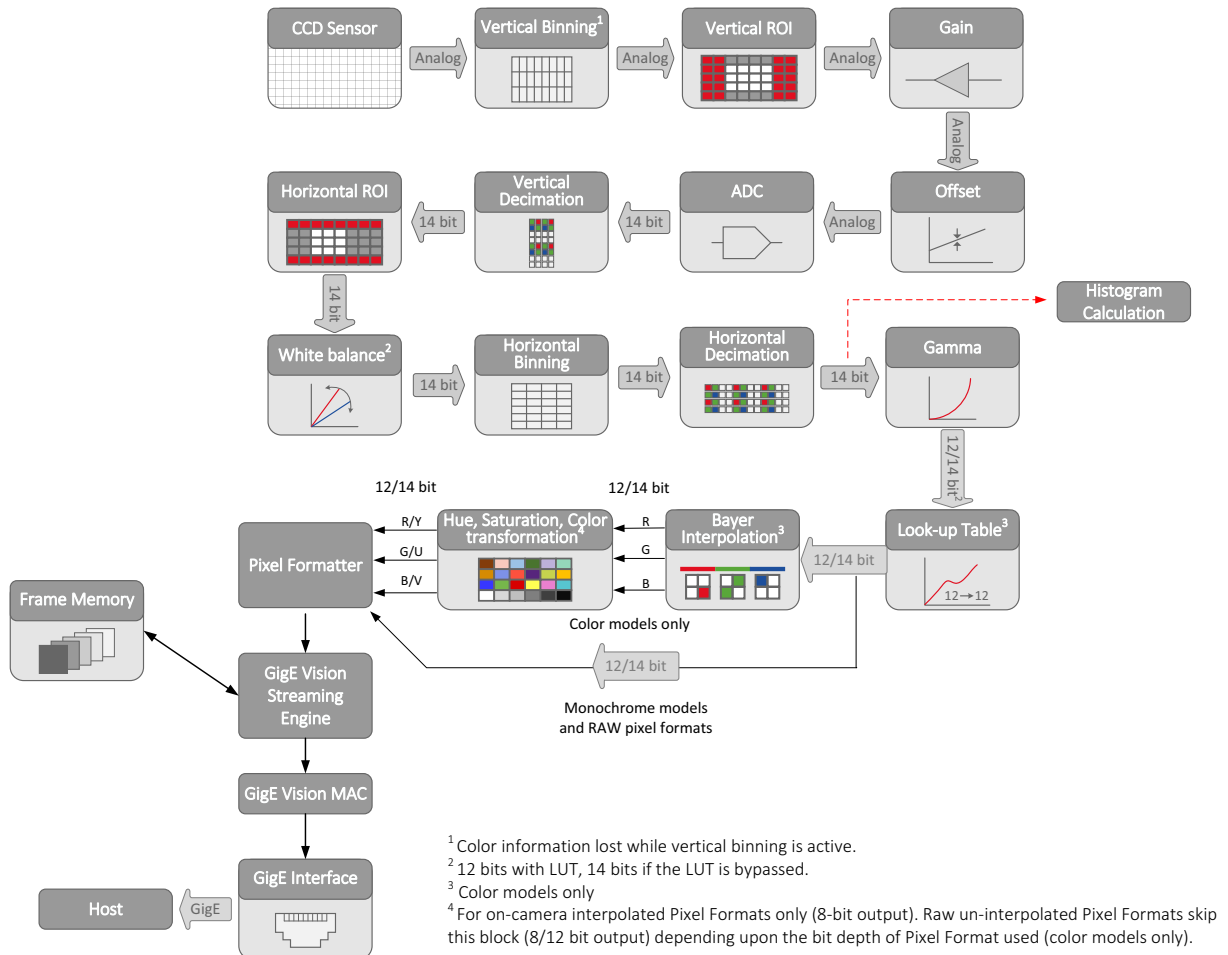 CCD Sensor
Analog
Vertical Binning¹
Analog
Vertical ROI
Analog
Gain
Analog
Horizontal ROI
14 bit
Vertical
Decimation
14 bit
ADC
Analog
Offset
14 bit
Histogram
Calculation
White balance²
14 bit
Horizontal
Binning
14 bit
Horizontal
Decimation
14 bit
Gamma
12/14 bit²
12/14 bit
12/14 bit
Pixel Formatter
R/Y
G/U
B/V
Hue, Saturation, Color
transformation⁴
R
G
B
Bayer
Interpolation³
12/14 bit
Look-up Table³
12→12
Color models only
Frame Memory
12/14 bit
GigE Vision
Streaming
Engine
Monochrome models
and RAW pixel formats
GigE Vision MAC
GigE Interface
Host
GigE
¹ Color information lost while vertical binning is active.
² 12 bits with LUT, 14 bits if the LUT is bypassed.
³ Color models only
⁴ For on-camera interpolated Pixel Formats only (8-bit output). Raw un-interpolated Pixel Formats skip
this block (8/12 bit output) depending upon the bit depth of Pixel Format used (color models only).